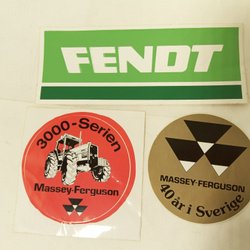 FENDT
3000-Serien
Massey-Ferguson
MASSEY-FERGUSON
40 år i Sverige